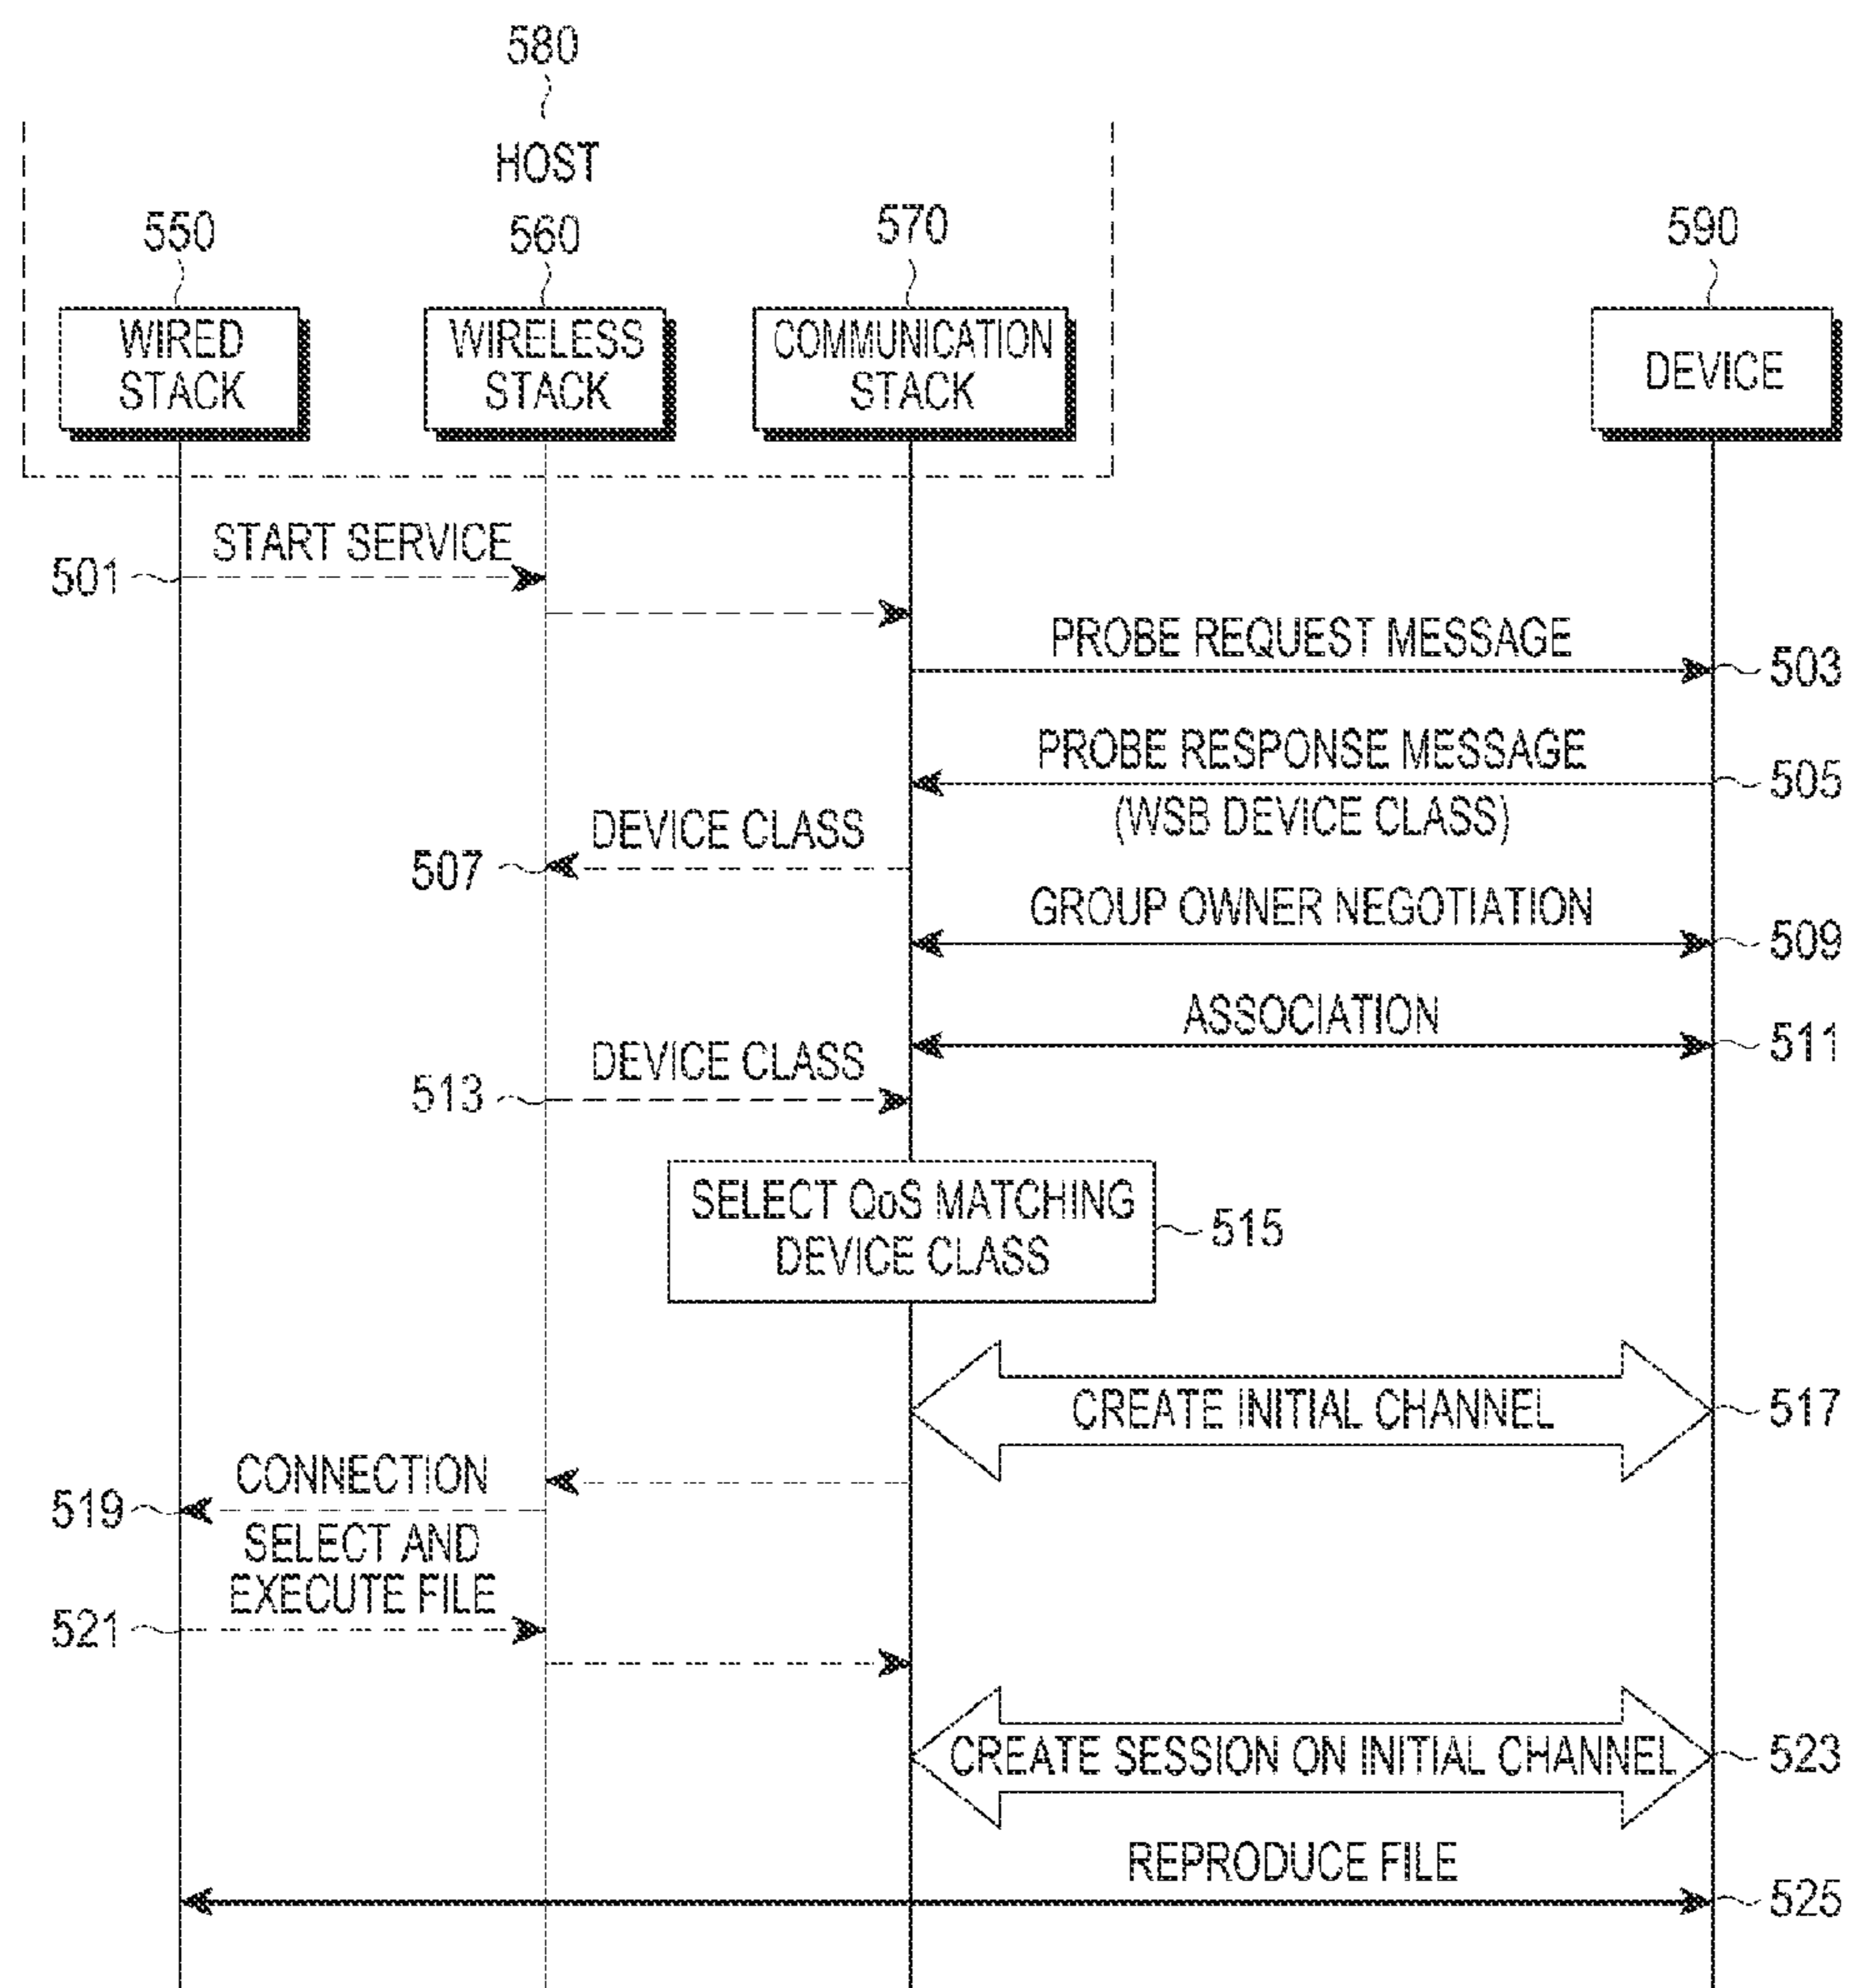 580
HOST
550
560
570
590
WIRED
STACK
WIRELESS
STACK
COMMUNICATION
STACK
DEVICE
START SERVICE
501
PROBE REQUEST MESSAGE
503
PROBE RESPONSE MESSAGE
505
(WSB DEVICE CLASS)
DEVICE CLASS
507
GROUP OWNER NEGOTIATION
509
ASSOCIATION
511
DEVICE CLASS
513
SELECT QoS MATCHING
DEVICE CLASS
515
CREATE INITIAL CHANNEL
517
CONNECTION
519
SELECT AND
EXECUTE FILE
521
CREATE SESSION ON INITIAL CHANNEL
523
REPRODUCE FILE
525